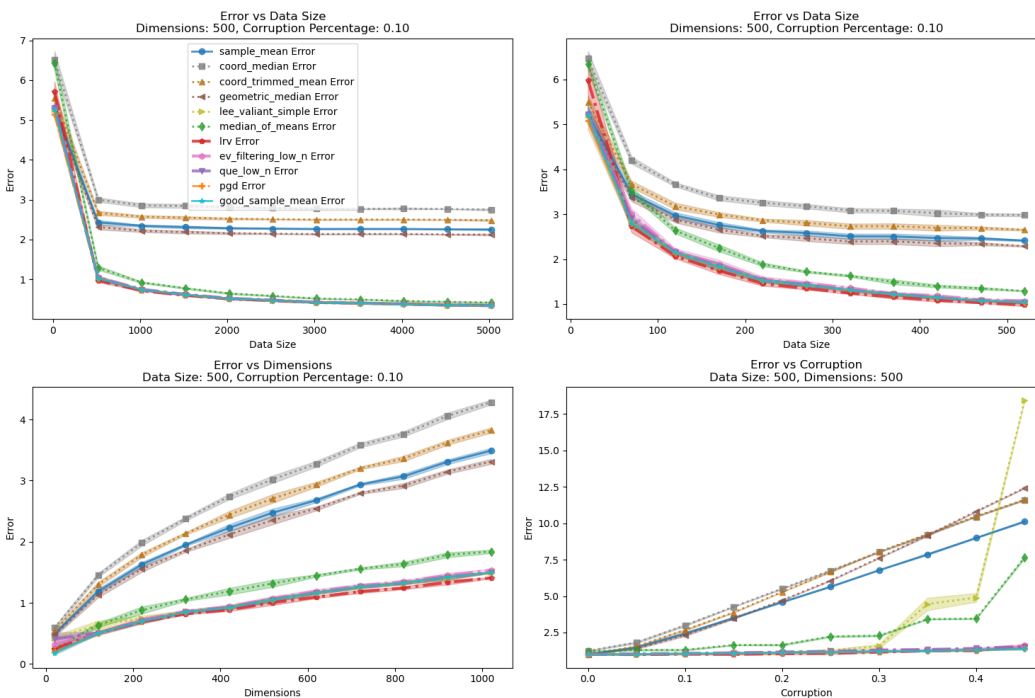 Error vs Data Size
Dimensions: 500, Corruption Percentage: 0.10
7
6
5
4
3
2
1
Error
0
1000
2000
3000
4000
5000
Data Size
sample_mean Error
coord_median Error
coord_trimmed_mean Error
geometric_median Error
lee_valiant_simple Error
median_of_means Error
lrv Error
ev_filtering_low_n Error
que_low_n Error
pgd Error
good_sample_mean Error
Error vs Data Size
Dimensions: 500, Corruption Percentage: 0.10
6
5
4
3
2
1
Error
0
100
200
300
400
500
Data Size
Error vs Dimensions
Data Size: 500, Corruption Percentage: 0.10
4
3
2
1
0
Error
0
200
400
600
800
1000
Dimensions
Error vs Corruption
Data Size: 500, Dimensions: 500
17.5
15.0
12.5
10.0
7.5
5.0
2.5
Error
0.0
0.1
0.2
0.3
0.4
Corruption